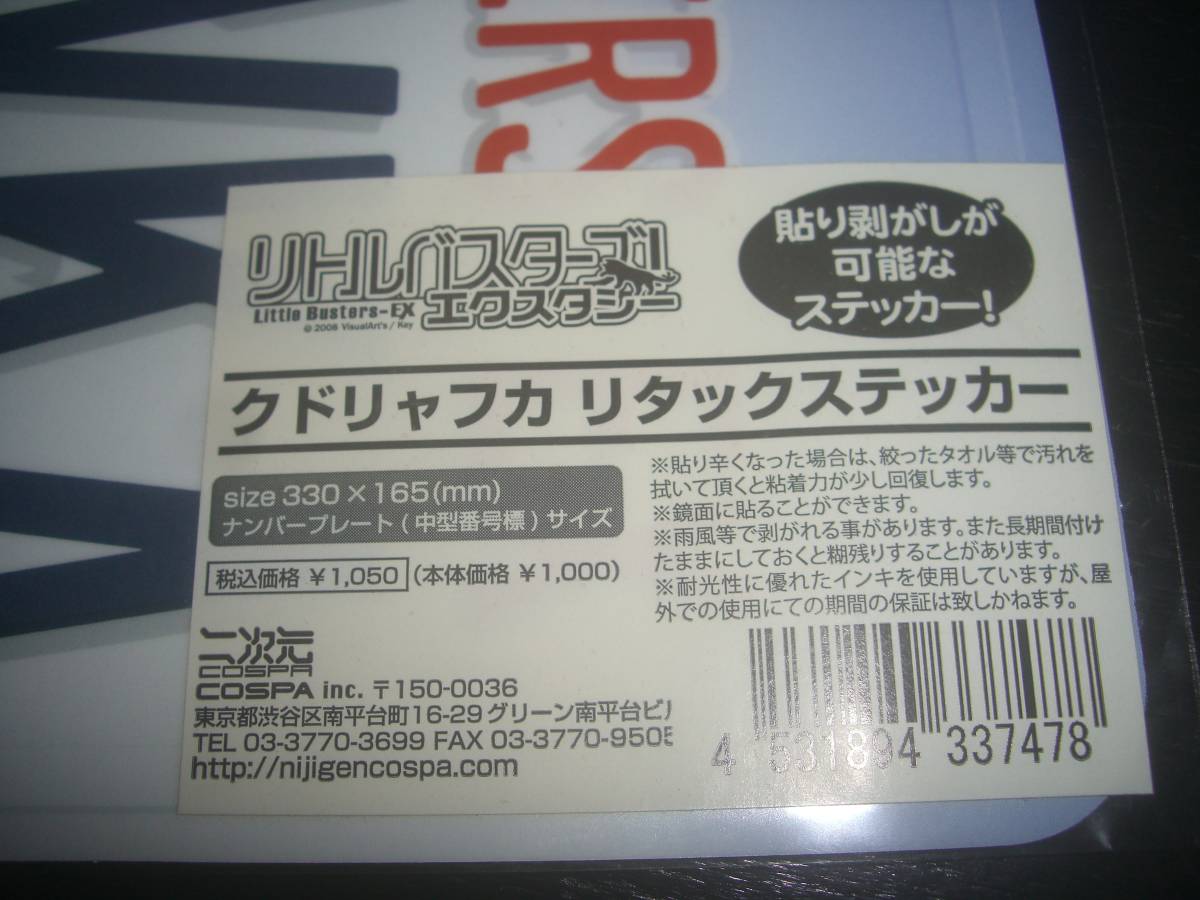 ERS
リトルバスターズ!
Little Busters-EX エクスタシー
© 2008 VisualArt's / Key
貼り剥がしが
可能な
ステッカー!
クドリャフカ リタックステッカー
size 330×165(mm)
ナンバープレート(中型番号標)サイズ
税込価格 ¥1,050 (本体価格 ¥1,000)
※貼り辛くなった場合は、絞ったタオル等で汚れを
拭いて頂くと粘着力が少し回復します。
※鏡面に貼ることができます。
※雨風等で剥がれる事があります。また長期間付け
たままにしておくと糊残りすることがあります。
※耐光性に優れたインキを使用していますが、屋
外での使用にての期間の保証は致しかねます。
二次元
COSPA
COSPA inc. 〒150-0036
東京都渋谷区南平台町16-29 グリーン南平台ビル
TEL 03-3770-3699 FAX 03-3770-950
http://nijigencospa.com
4 531894 337478